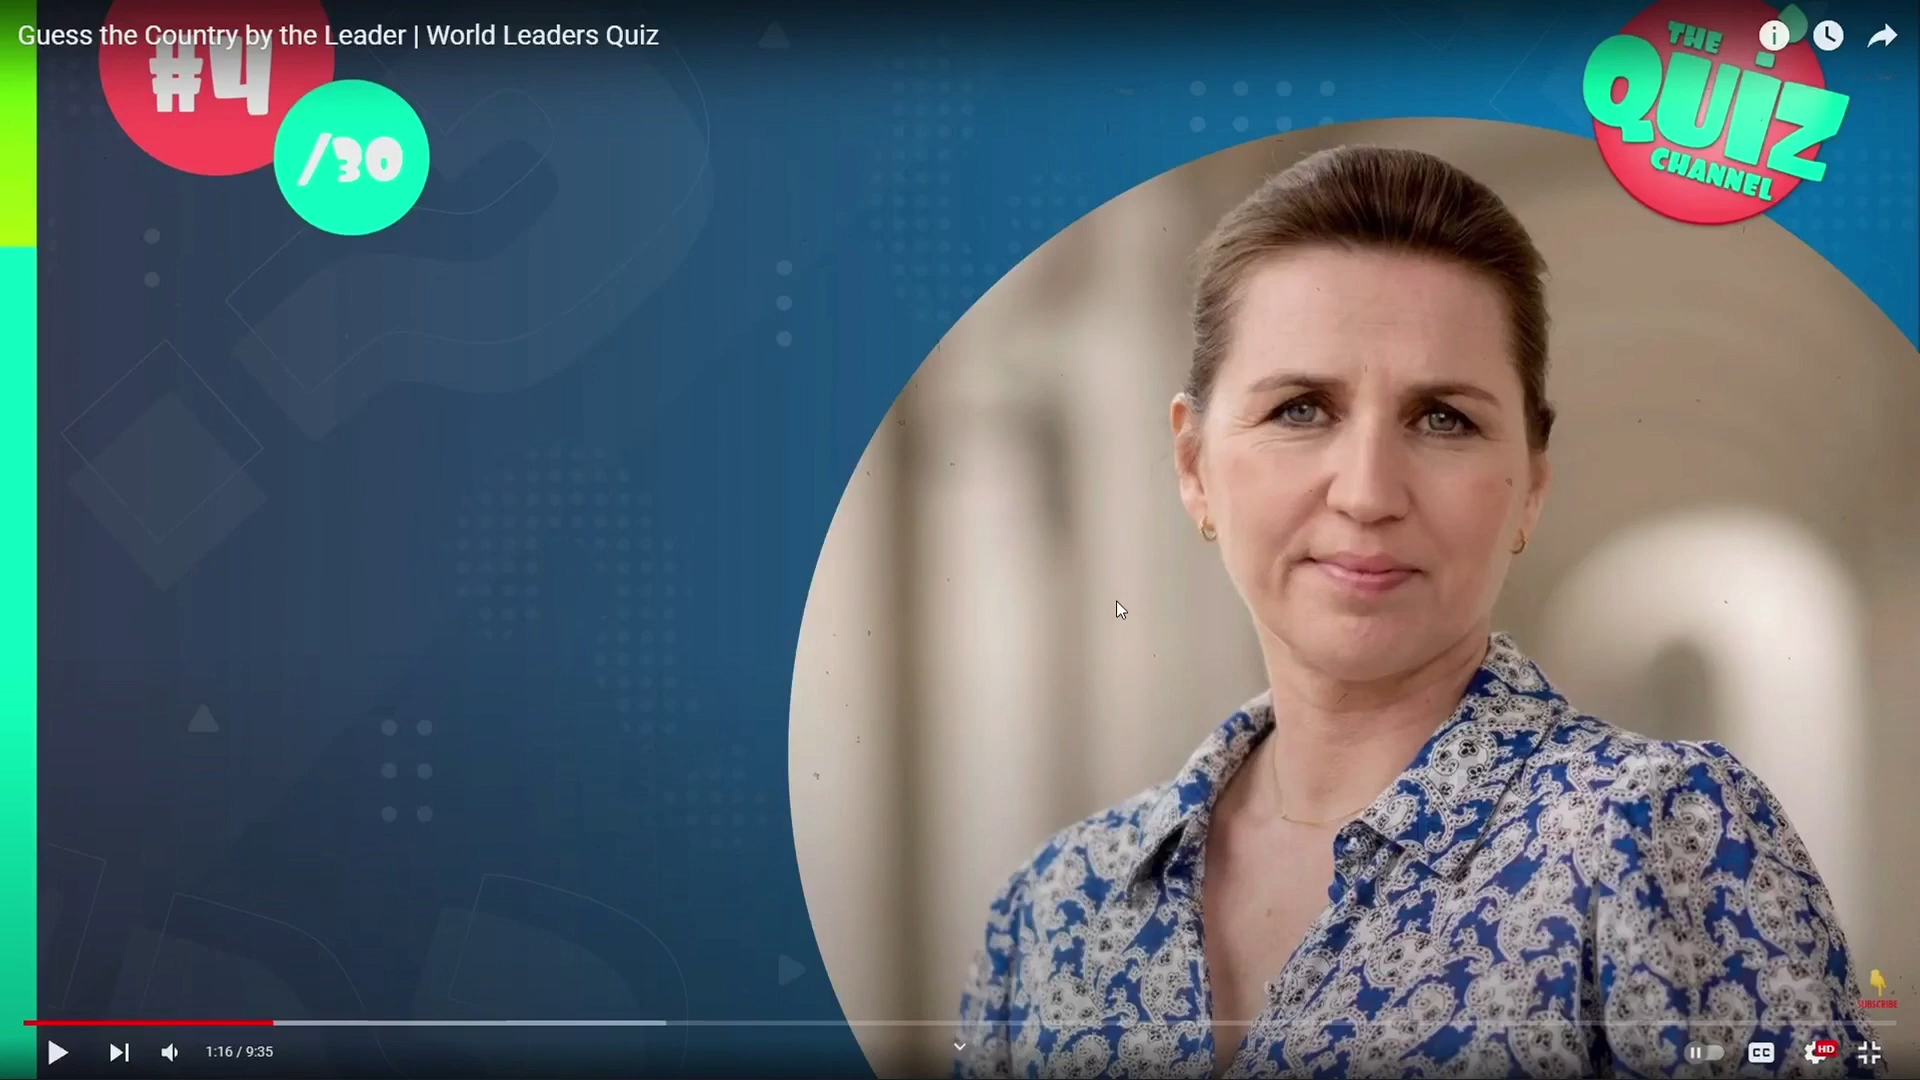 Guess the Country by the Leader | World Leaders Quiz
#4
/30
THE
QUIZ
CHANNEL
SUBSCRIBE
1:16 / 9:35
CC
HD